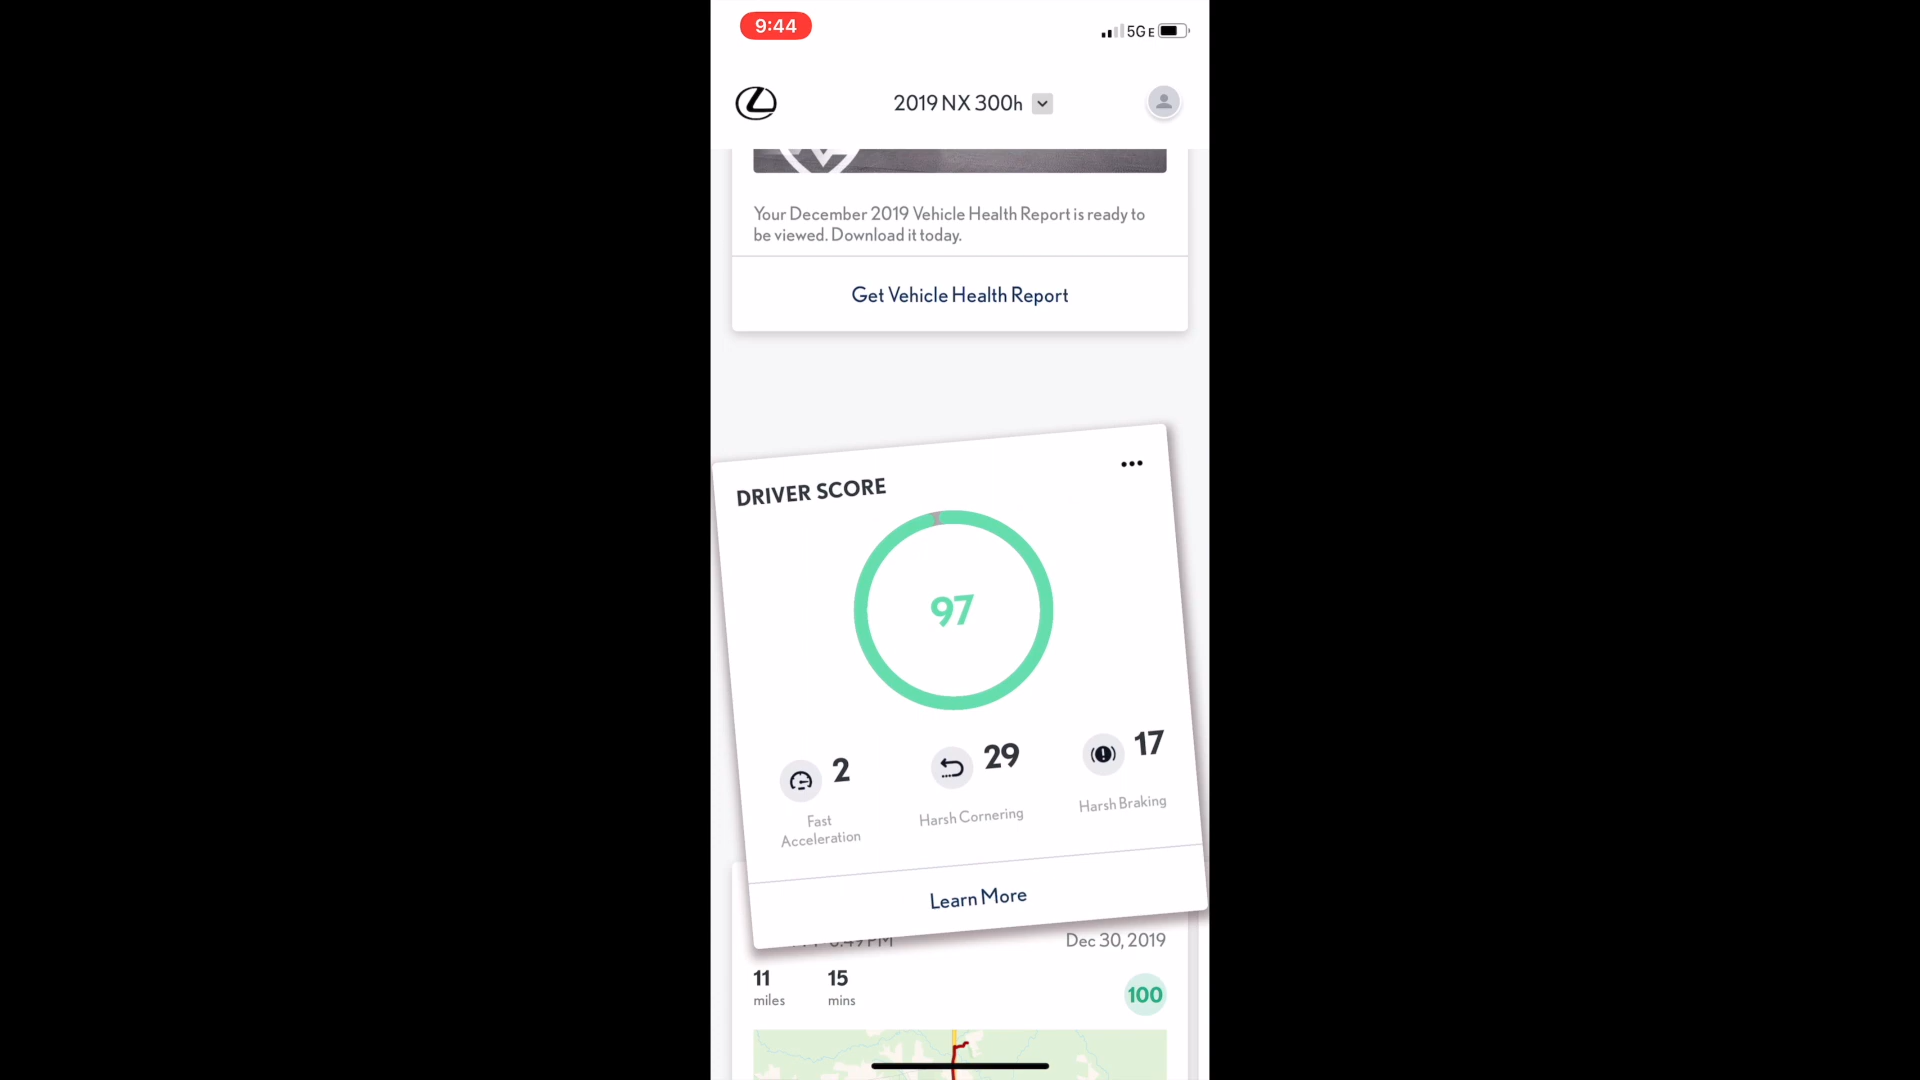 9:44
5GE
2019 NX 300h
Your December 2019 Vehicle Health Report is ready to
be viewed. Download it today.
Get Vehicle Health Report
DRIVER SCORE
97
2
29
17
Fast
Acceleration
Harsh Cornering
Harsh Braking
Learn More
Dec 30, 2019
11
15
miles
mins
100